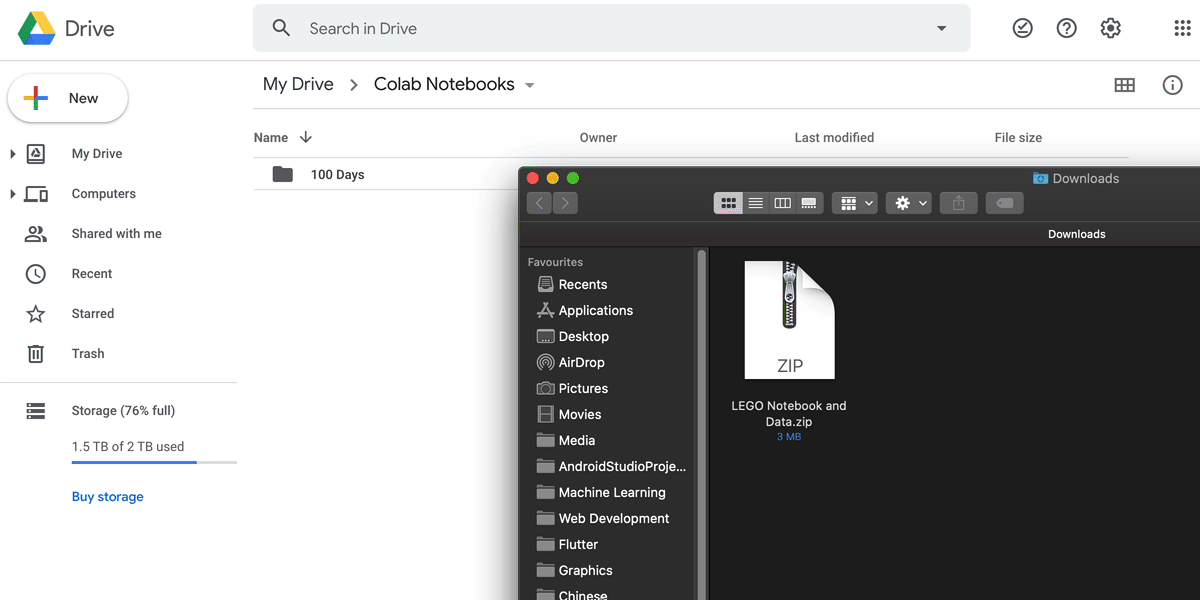 Drive
Search in Drive
New
My Drive
Computers
Shared with me
Recent
Starred
Trash
Storage (76% full)
1.5 TB of 2 TB used
Buy storage
My Drive
Colab Notebooks
Name
Owner
Last modified
File size
100 Days
Downloads
Downloads
Favourites
Recents
Applications
Desktop
AirDrop
Pictures
Movies
Media
AndroidStudioProje...
Machine Learning
Web Development
Flutter
Graphics
Chinese
ZIP
LEGO Notebook and
Data.zip
3 MB